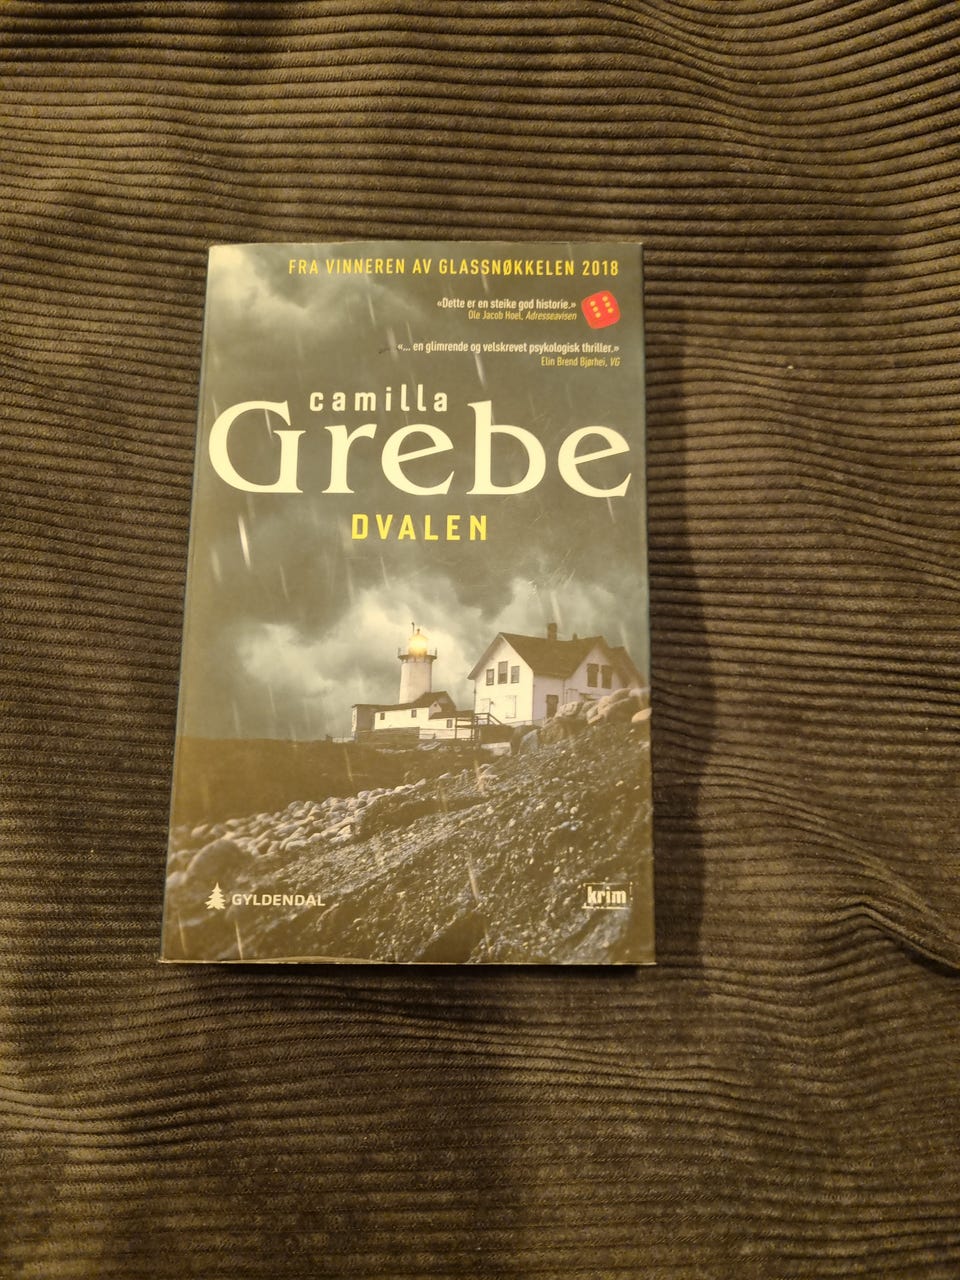 FRA VINNEREN AV GLASSNØKKELEN 2018
«Dette er en steike god historie.»
Ole Jacob Hoel, Adresseavisen
«... en glimrende og velskrevet psykologisk thriller.»
Elin Brend Bjørhei, VG
camilla
Grebe
DVALEN
GYLDENDAL
krim